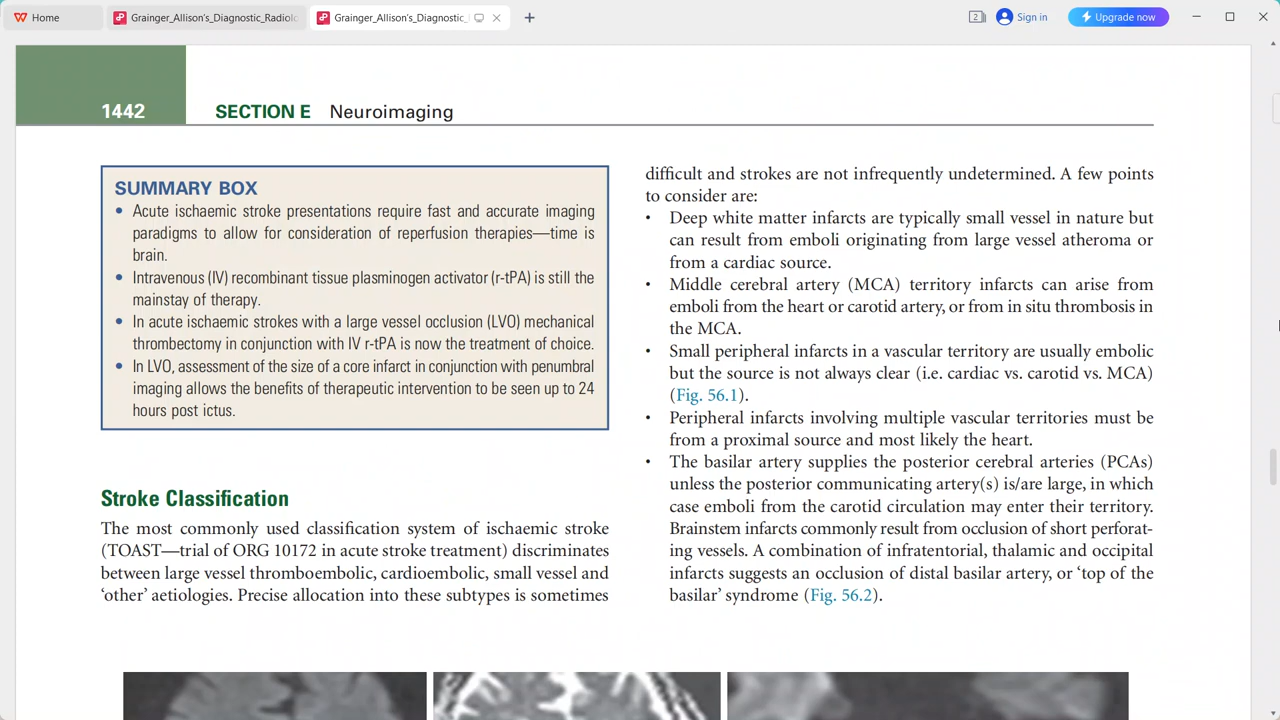 Home
Grainger_Allison's_Diagnostic_Radiolo
Grainger_Allison's_Diagnostic_
2
Sign in
Upgrade now
1442
SECTION E Neuroimaging
SUMMARY BOX
• Acute ischaemic stroke presentations require fast and accurate imaging
paradigms to allow for consideration of reperfusion therapies—time is
brain.
• Intravenous (IV) recombinant tissue plasminogen activator (r-tPA) is still the
mainstay of therapy.
• In acute ischaemic strokes with a large vessel occlusion (LVO) mechanical
thrombectomy in conjunction with IV r-tPA is now the treatment of choice.
• In LVO, assessment of the size of a core infarct in conjunction with penumbral
imaging allows the benefits of therapeutic intervention to be seen up to 24
hours post ictus.
Stroke Classification
The most commonly used classification system of ischaemic stroke
(TOAST—trial of ORG 10172 in acute stroke treatment) discriminates
between large vessel thromboembolic, cardioembolic, small vessel and
'other' aetiologies. Precise allocation into these subtypes is sometimes
difficult and strokes are not infrequently undetermined. A few points
to consider are:
• Deep white matter infarcts are typically small vessel in nature but
can result from emboli originating from large vessel atheroma or
from a cardiac source.
• Middle cerebral artery (MCA) territory infarcts can arise from
emboli from the heart or carotid artery, or from in situ thrombosis in
the MCA.
• Small peripheral infarcts in a vascular territory are usually embolic
but the source is not always clear (i.e. cardiac vs. carotid vs. MCA)
(Fig. 56.1).
• Peripheral infarcts involving multiple vascular territories must be
from a proximal source and most likely the heart.
• The basilar artery supplies the posterior cerebral arteries (PCAs)
unless the posterior communicating artery(s) is/are large, in which
case emboli from the carotid circulation may enter their territory.
Brainstem infarcts commonly result from occlusion of short perforat-
ing vessels. A combination of infratentorial, thalamic and occipital
infarcts suggests an occlusion of distal basilar artery, or 'top of the
basilar' syndrome (Fig. 56.2).